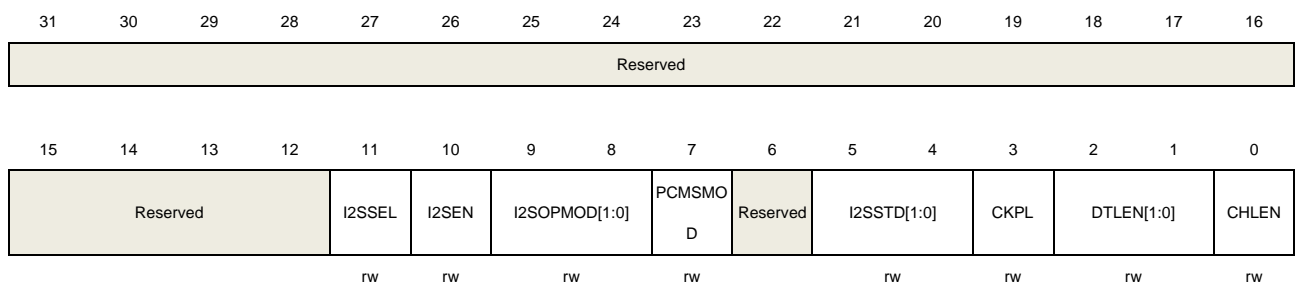 31 30 29 28 27 26 25 24 23 22 21 20 19 18 17 16
Reserved
15 14 13 12 11 10 9 8 7 6 5 4 3 2 1 0
Reserved I2SSEL I2SEN I2SOPMOD[1:0] PCMSMO
D Reserved I2SSTD[1:0] CKPL DTLEN[1:0] CHLEN
rw rw rw rw rw rw rw rw